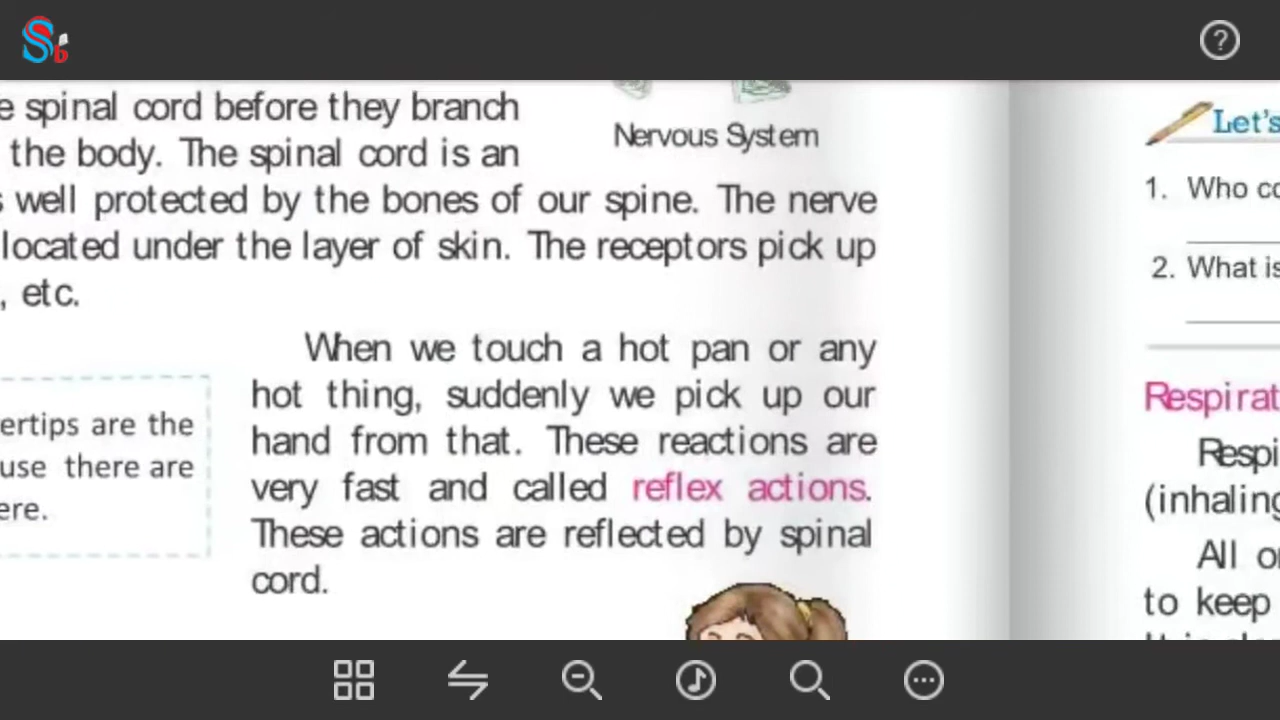 e spinal cord before they branch
the body. The spinal cord is an
s well protected by the bones of our spine. The nerve
located under the layer of skin. The receptors pick up
, etc.
Nervous System
When we touch a hot pan or any
hot thing, suddenly we pick up our
hand from that. These reactions are
very fast and called reflex actions.
These actions are reflected by spinal
cord.
ertips are the
use there are
ere.
Let's
1. Who co
2. What is
Respirat
Respi
(inhaling
All o
to keep